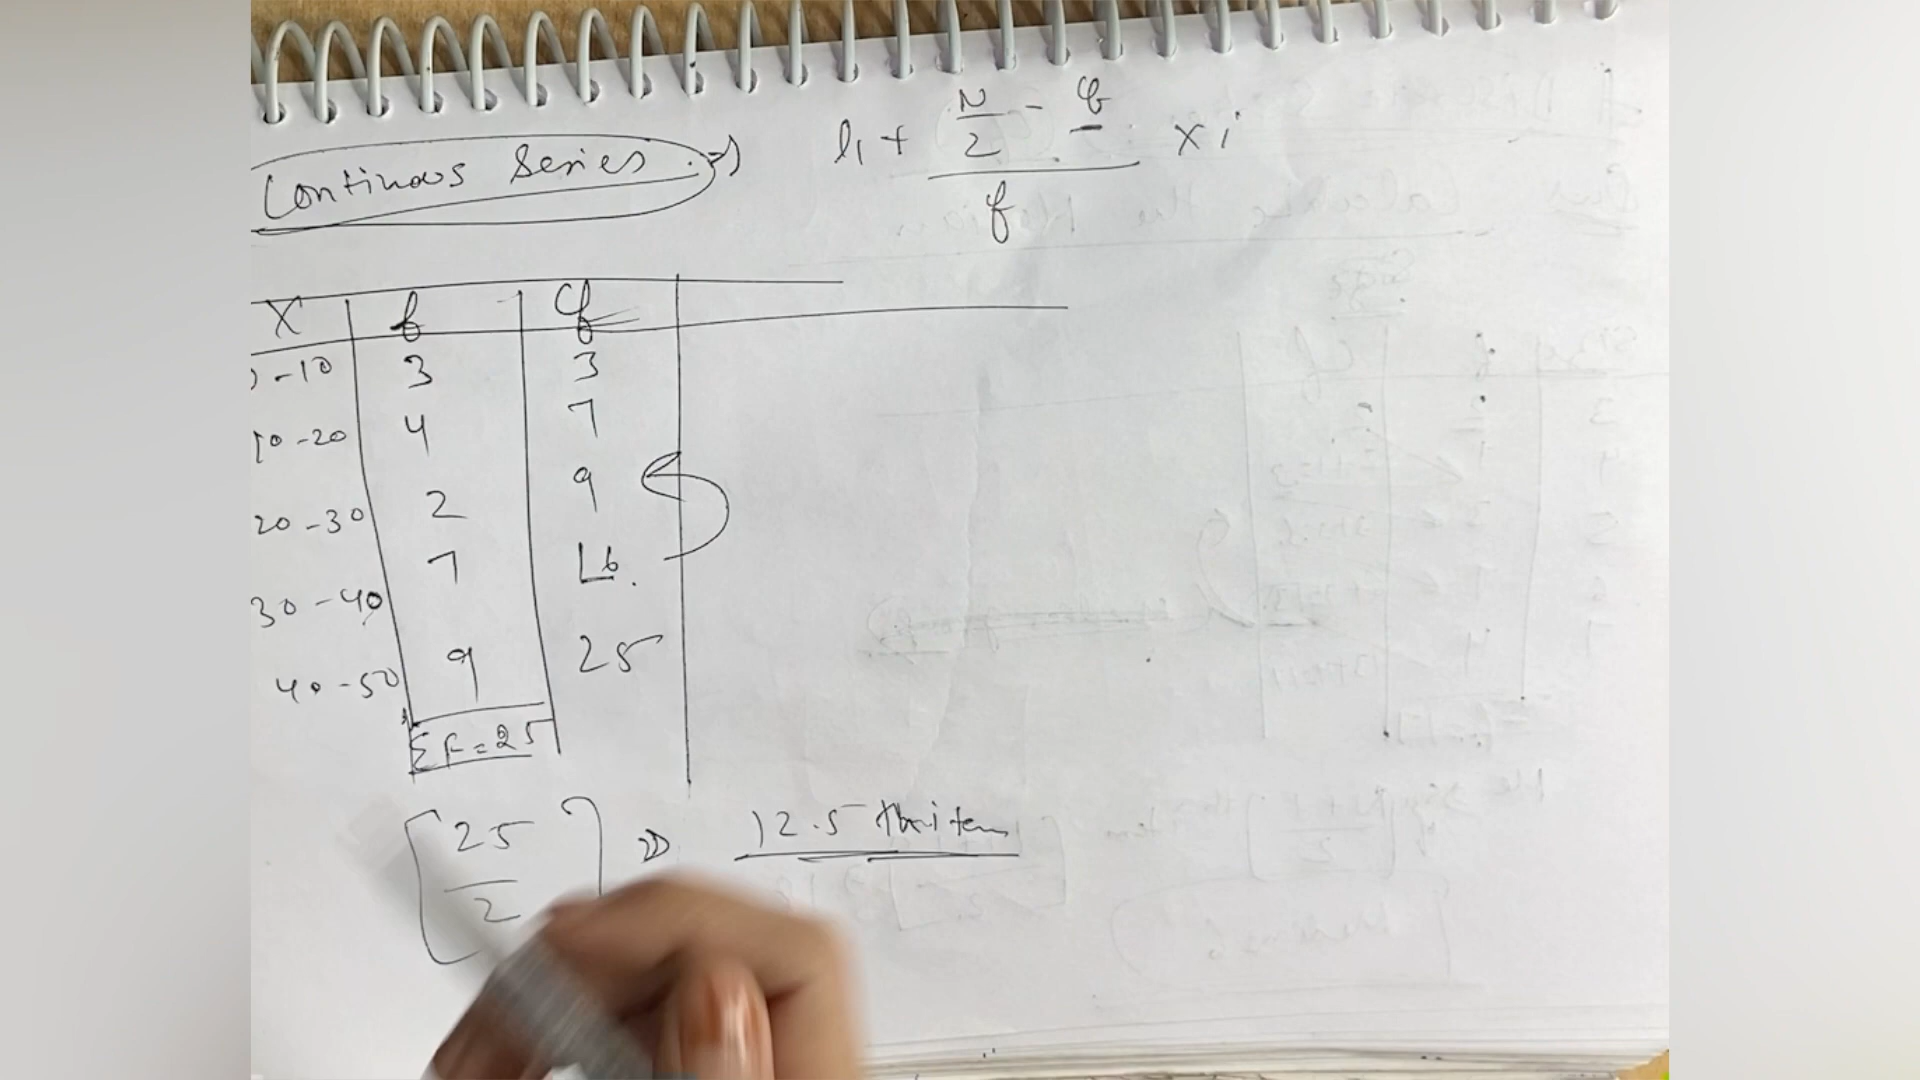 Continuous Series :⇒ l₁ + (N/2 - cf)/f × i
X f cf
-10 3 3
10-20 4 7
20-30 2 9
30-40 7 16.
40-50 9 25
ΣF=25
[25/2] ⇒ 12.5 th item